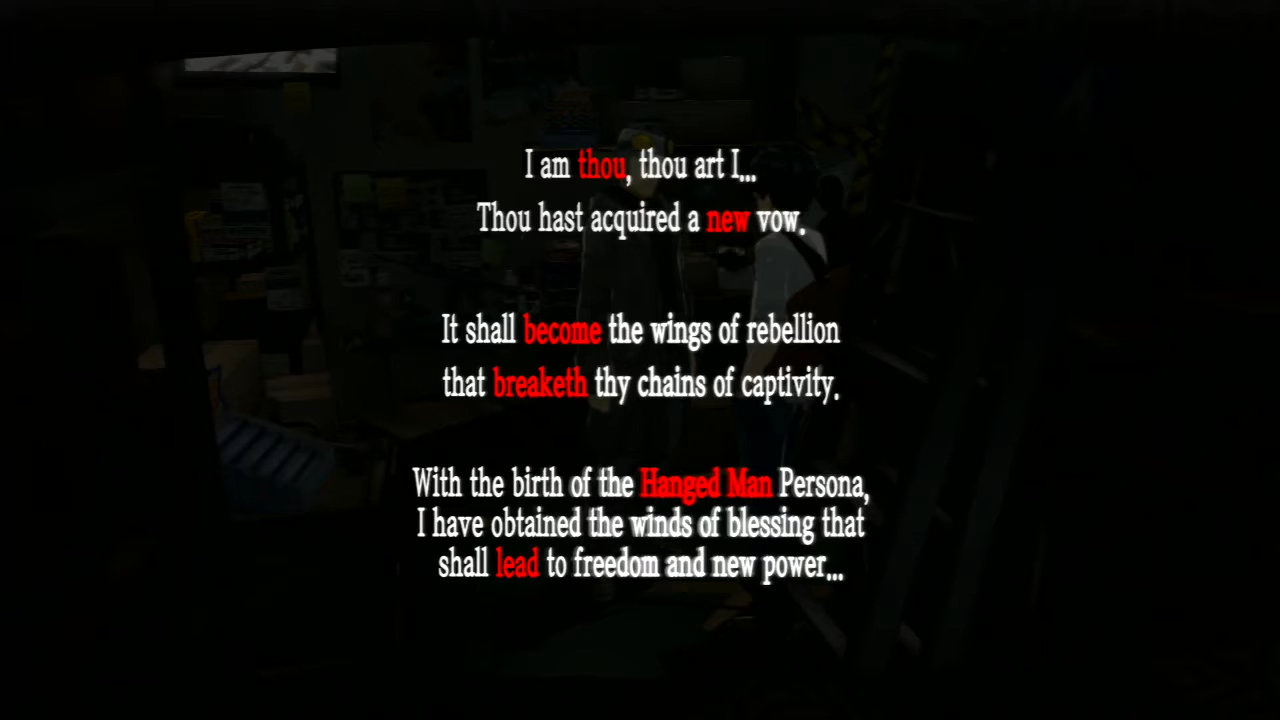 I am thou, thou art I...
Thou hast acquired a new vow.
It shall become the wings of rebellion
that breaketh thy chains of captivity.
With the birth of the Hanged Man Persona,
I have obtained the winds of blessing that
shall lead to freedom and new power...